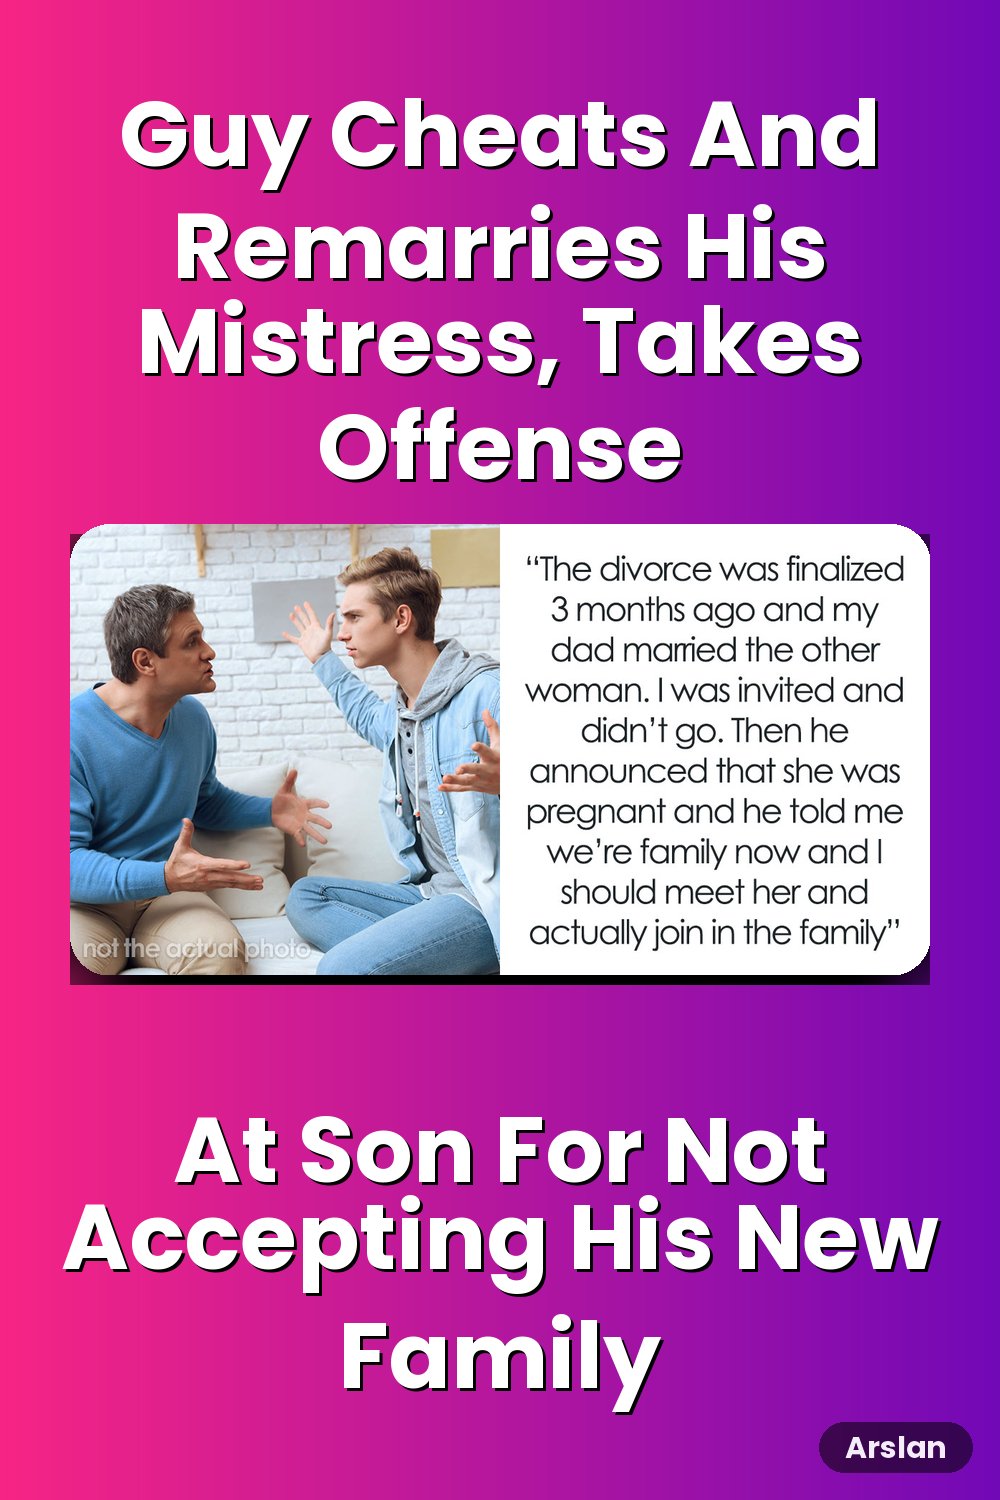 Guy Cheats And
Remarries His
Mistress, Takes
Offense
“The divorce was finalized
3 months ago and my
dad married the other
woman. I was invited and
didn’t go. Then he
announced that she was
pregnant and he told me
we’re family now and I
should meet her and
actually join in the family”
not the actual photo
At Son For Not
Accepting His New
Family
Arslan